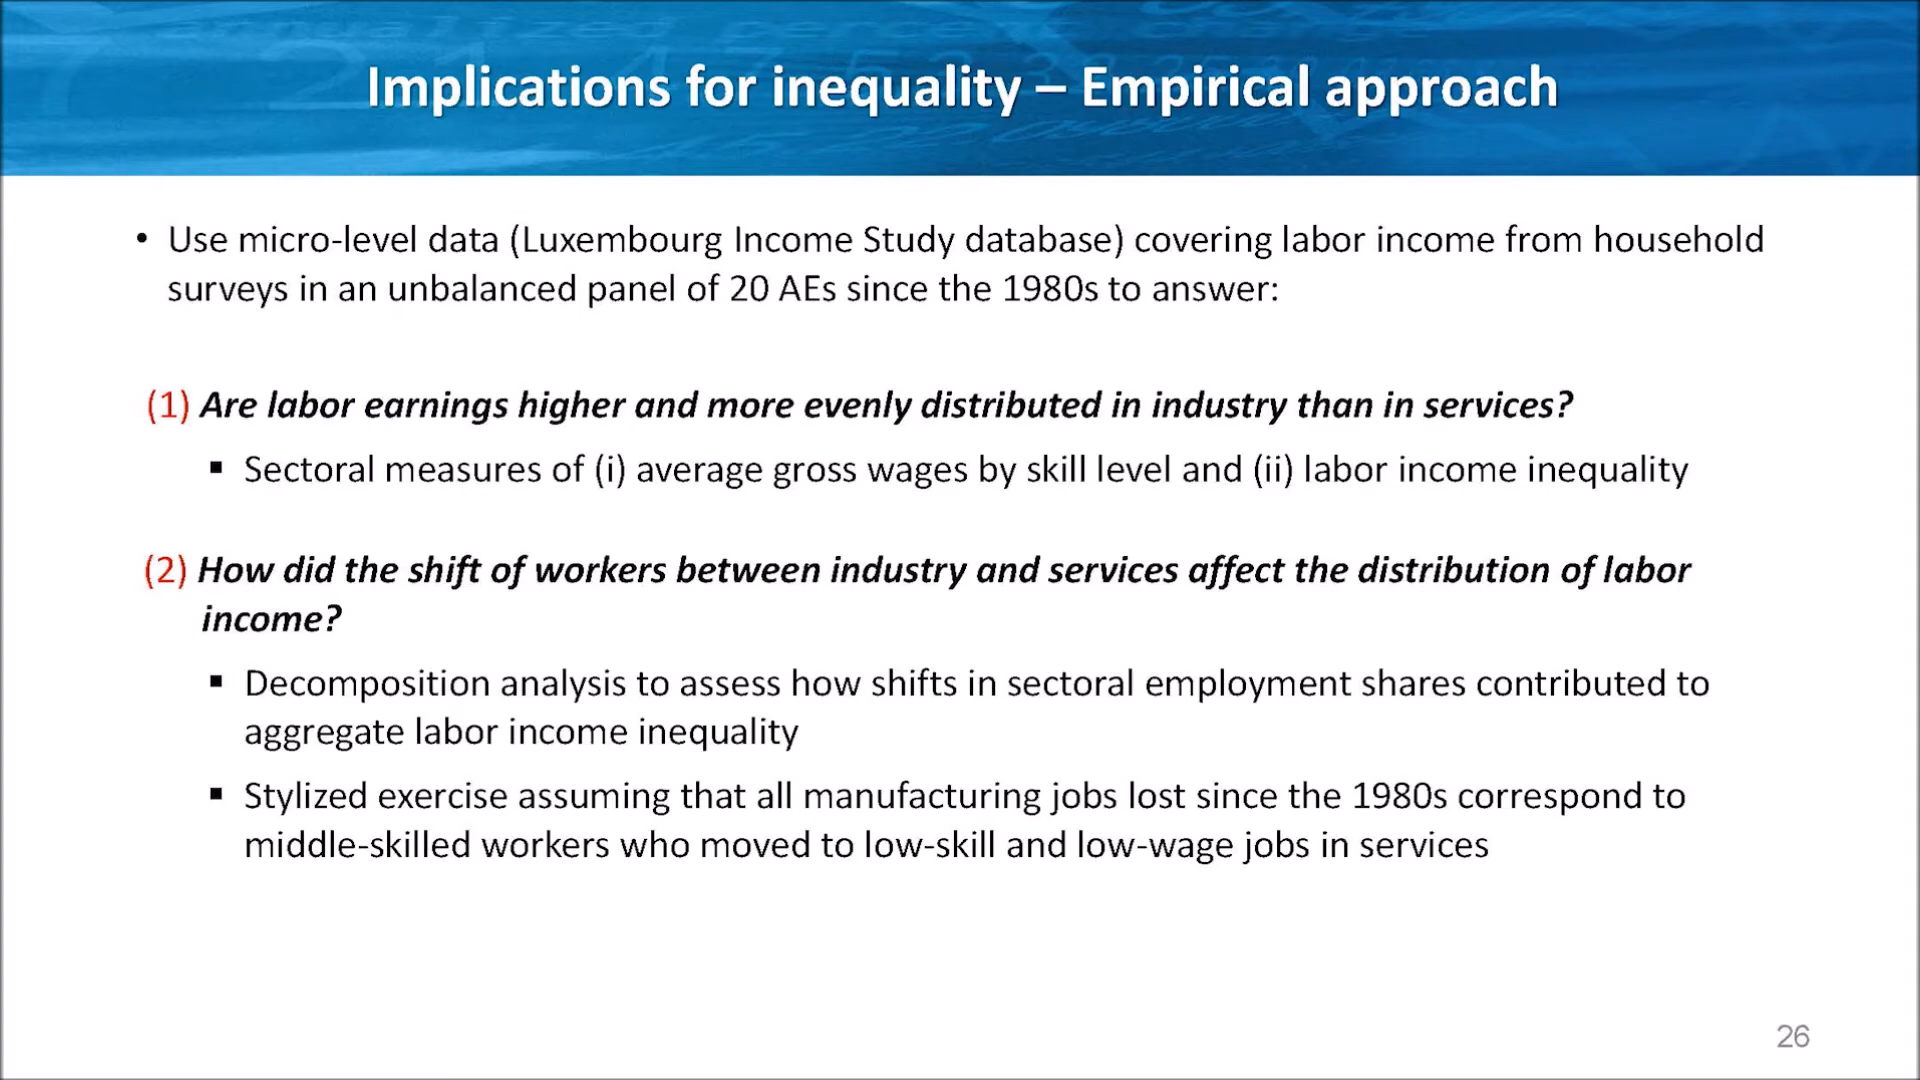 Implications for inequality – Empirical approach
• Use micro-level data (Luxembourg Income Study database) covering labor income from household
surveys in an unbalanced panel of 20 AEs since the 1980s to answer:
(1) Are labor earnings higher and more evenly distributed in industry than in services?
▪ Sectoral measures of (i) average gross wages by skill level and (ii) labor income inequality
(2) How did the shift of workers between industry and services affect the distribution of labor
income?
▪ Decomposition analysis to assess how shifts in sectoral employment shares contributed to
aggregate labor income inequality
▪ Stylized exercise assuming that all manufacturing jobs lost since the 1980s correspond to
middle-skilled workers who moved to low-skill and low-wage jobs in services
26